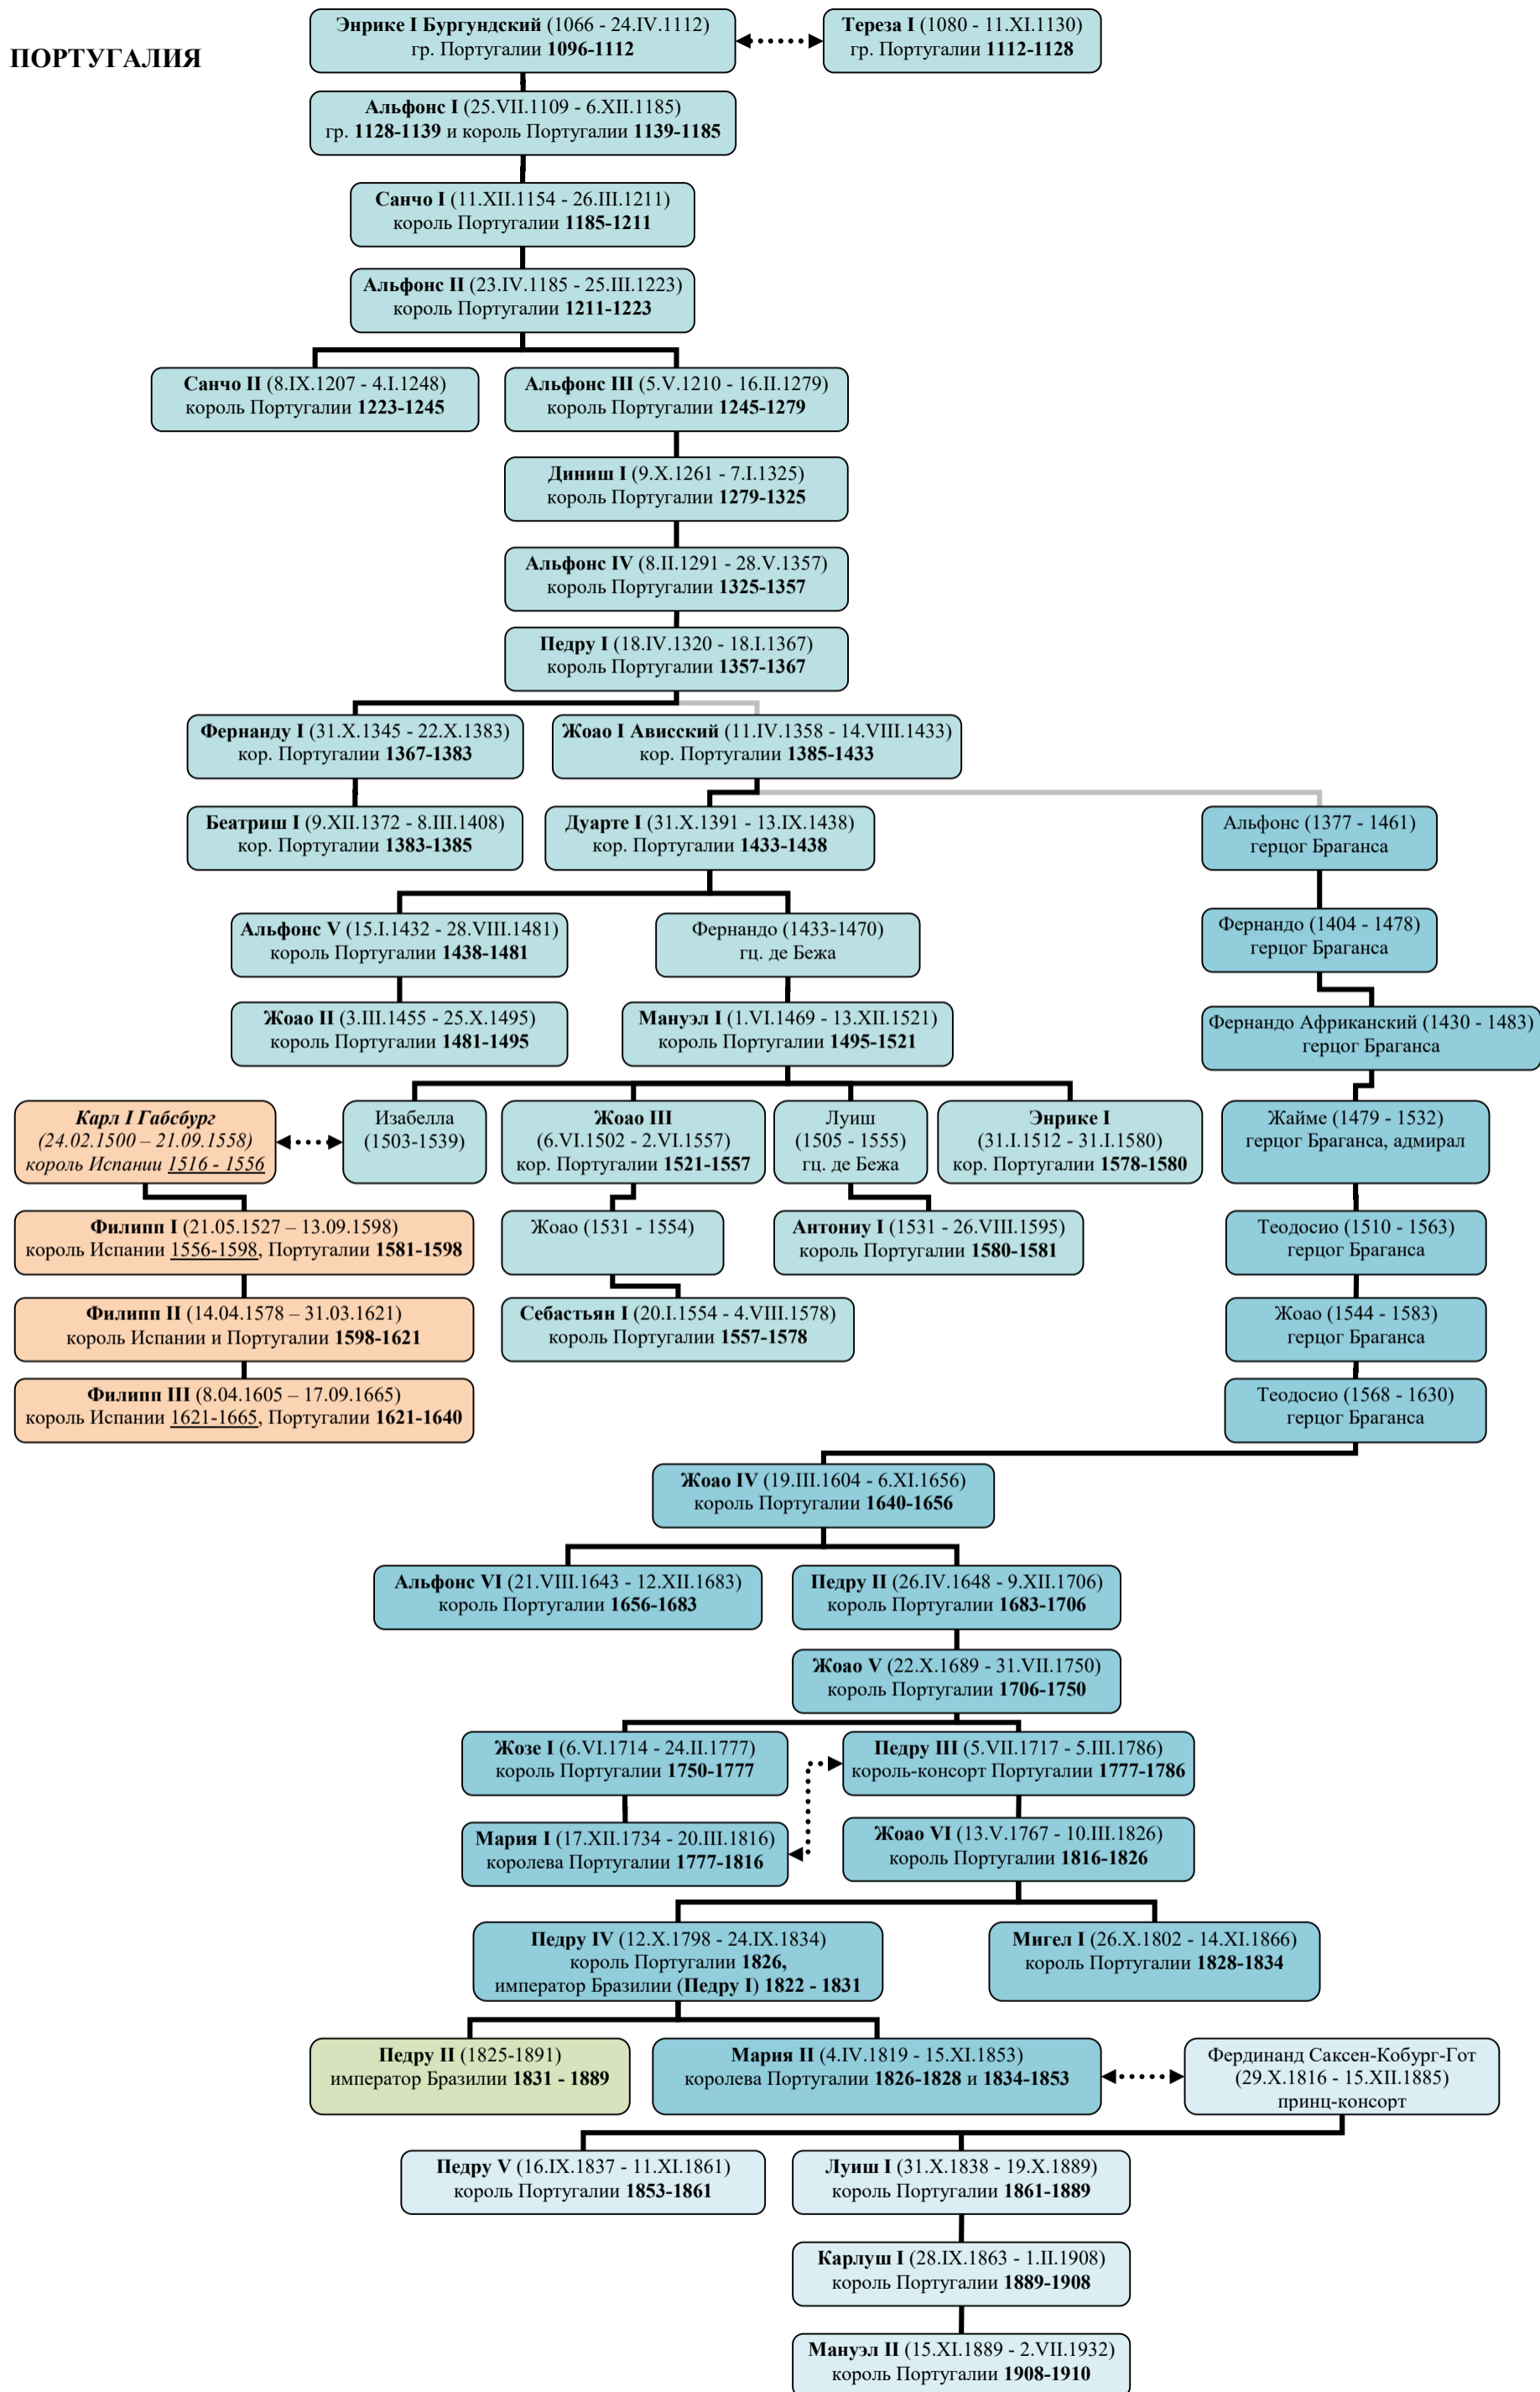 ПОРТУГАЛИЯ
Энрике I Бургундский (1066 - 24.IV.1112)
гр. Португалии 1096-1112
Тереза I (1080 - 11.XI.1130)
гр. Португалии 1112-1128
Альфонс I (25.VII.1109 - 6.XII.1185)
гр. 1128-1139 и король Португалии 1139-1185
Санчо I (11.XII.1154 - 26.III.1211)
король Португалии 1185-1211
Альфонс II (23.IV.1185 - 25.III.1223)
король Португалии 1211-1223
Санчо II (8.IX.1207 - 4.I.1248)
король Португалии 1223-1245
Альфонс III (5.V.1210 - 16.II.1279)
король Португалии 1245-1279
Диниш I (9.X.1261 - 7.I.1325)
король Португалии 1279-1325
Альфонс IV (8.II.1291 - 28.V.1357)
король Португалии 1325-1357
Педру I (18.IV.1320 - 18.I.1367)
король Португалии 1357-1367
Фернанду I (31.X.1345 - 22.X.1383)
кор. Португалии 1367-1383
Жоао I Ависский (11.IV.1358 - 14.VIII.1433)
кор. Португалии 1385-1433
Беатриш I (9.XII.1372 - 8.III.1408)
кор. Португалии 1383-1385
Дуарте I (31.X.1391 - 13.IX.1438)
кор. Португалии 1433-1438
Альфонс (1377 - 1461)
герцог Браганса
Альфонс V (15.I.1432 - 28.VIII.1481)
король Португалии 1438-1481
Фернандо (1433-1470)
гц. де Бежа
Фернандо (1404 - 1478)
герцог Браганса
Жоао II (3.III.1455 - 25.X.1495)
король Португалии 1481-1495
Мануэл I (1.VI.1469 - 13.XII.1521)
король Португалии 1495-1521
Фернандо Африканский (1430 - 1483)
герцог Браганса
Карл I Габсбург
(24.02.1500 – 21.09.1558)
король Испании 1516 - 1556
Изабелла
(1503-1539)
Жоао III
(6.VI.1502 - 2.VI.1557)
кор. Португалии 1521-1557
Луиш
(1505 - 1555)
гц. де Бежа
Энрике I
(31.I.1512 - 31.I.1580)
кор. Португалии 1578-1580
Жайме (1479 - 1532)
герцог Браганса, адмирал
Филипп I (21.05.1527 – 13.09.1598)
король Испании 1556-1598, Португалии 1581-1598
Жоао (1531 - 1554)
Антониу I (1531 - 26.VIII.1595)
король Португалии 1580-1581
Теодосио (1510 - 1563)
герцог Браганса
Филипп II (14.04.1578 – 31.03.1621)
король Испании и Португалии 1598-1621
Себастьян I (20.I.1554 - 4.VIII.1578)
король Португалии 1557-1578
Жоао (1544 - 1583)
герцог Браганса
Филипп III (8.04.1605 – 17.09.1665)
король Испании 1621-1665, Португалии 1621-1640
Теодосио (1568 - 1630)
герцог Браганса
Жоао IV (19.III.1604 - 6.XI.1656)
король Португалии 1640-1656
Альфонс VI (21.VIII.1643 - 12.XII.1683)
король Португалии 1656-1683
Педру II (26.IV.1648 - 9.XII.1706)
король Португалии 1683-1706
Жоао V (22.X.1689 - 31.VII.1750)
король Португалии 1706-1750
Жозе I (6.VI.1714 - 24.II.1777)
король Португалии 1750-1777
Педру III (5.VII.1717 - 5.III.1786)
король-консорт Португалии 1777-1786
Мария I (17.XII.1734 - 20.III.1816)
королева Португалии 1777-1816
Жоао VI (13.V.1767 - 10.III.1826)
король Португалии 1816-1826
Педру IV (12.X.1798 - 24.IX.1834)
король Португалии 1826,
император Бразилии (Педру I) 1822 - 1831
Мигел I (26.X.1802 - 14.XI.1866)
король Португалии 1828-1834
Педру II (1825-1891)
император Бразилии 1831 - 1889
Мария II (4.IV.1819 - 15.XI.1853)
королева Португалии 1826-1828 и 1834-1853
Фердинанд Саксен-Кобург-Гот
(29.X.1816 - 15.XII.1885)
принц-консорт
Педру V (16.IX.1837 - 11.XI.1861)
король Португалии 1853-1861
Луиш I (31.X.1838 - 19.X.1889)
король Португалии 1861-1889
Карлуш I (28.IX.1863 - 1.II.1908)
король Португалии 1889-1908
Мануэл II (15.XI.1889 - 2.VII.1932)
король Португалии 1908-1910